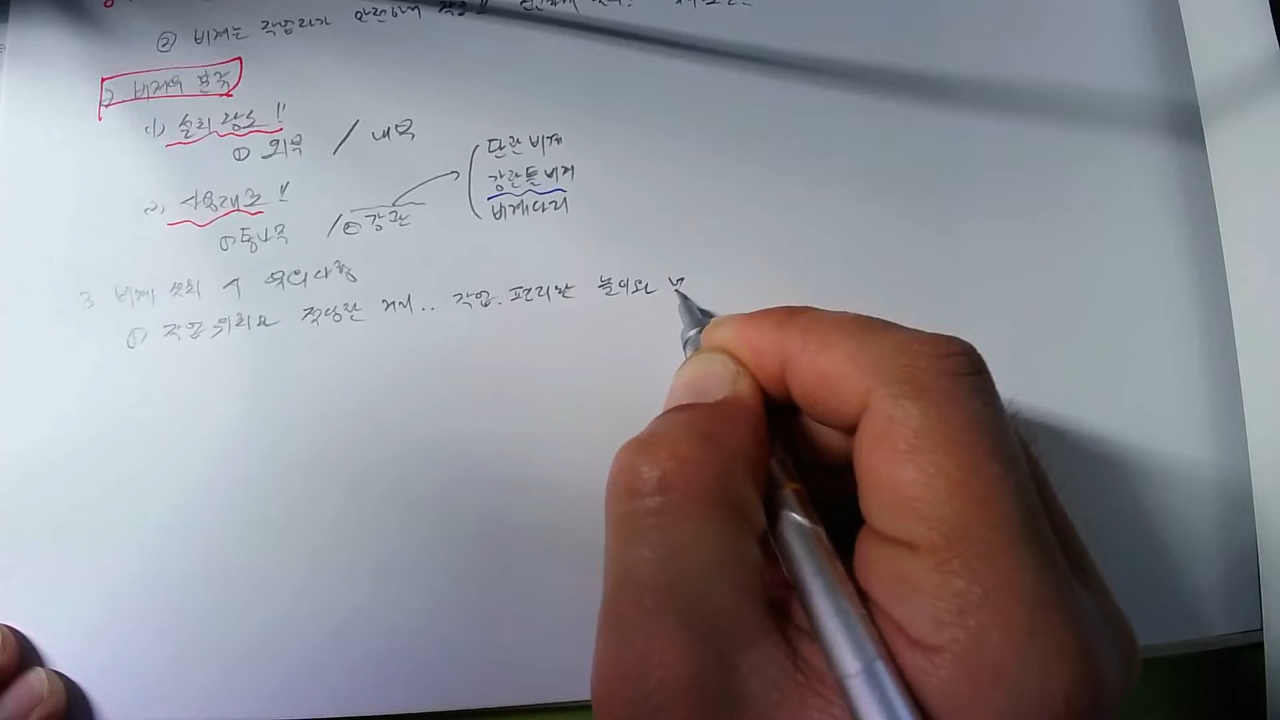 ② 비계는 작업자가 안전하게
2 비계의 분류
1) 설치장소!!
① 외부 / 내부
2) 사용재료!!
①통나무 / ②강관
단관비계
강관틀비계
비계다리
3 비계 설치 시 유의사항
① 작업위치와 적당한 거리.. 작업. 편리한 높이와